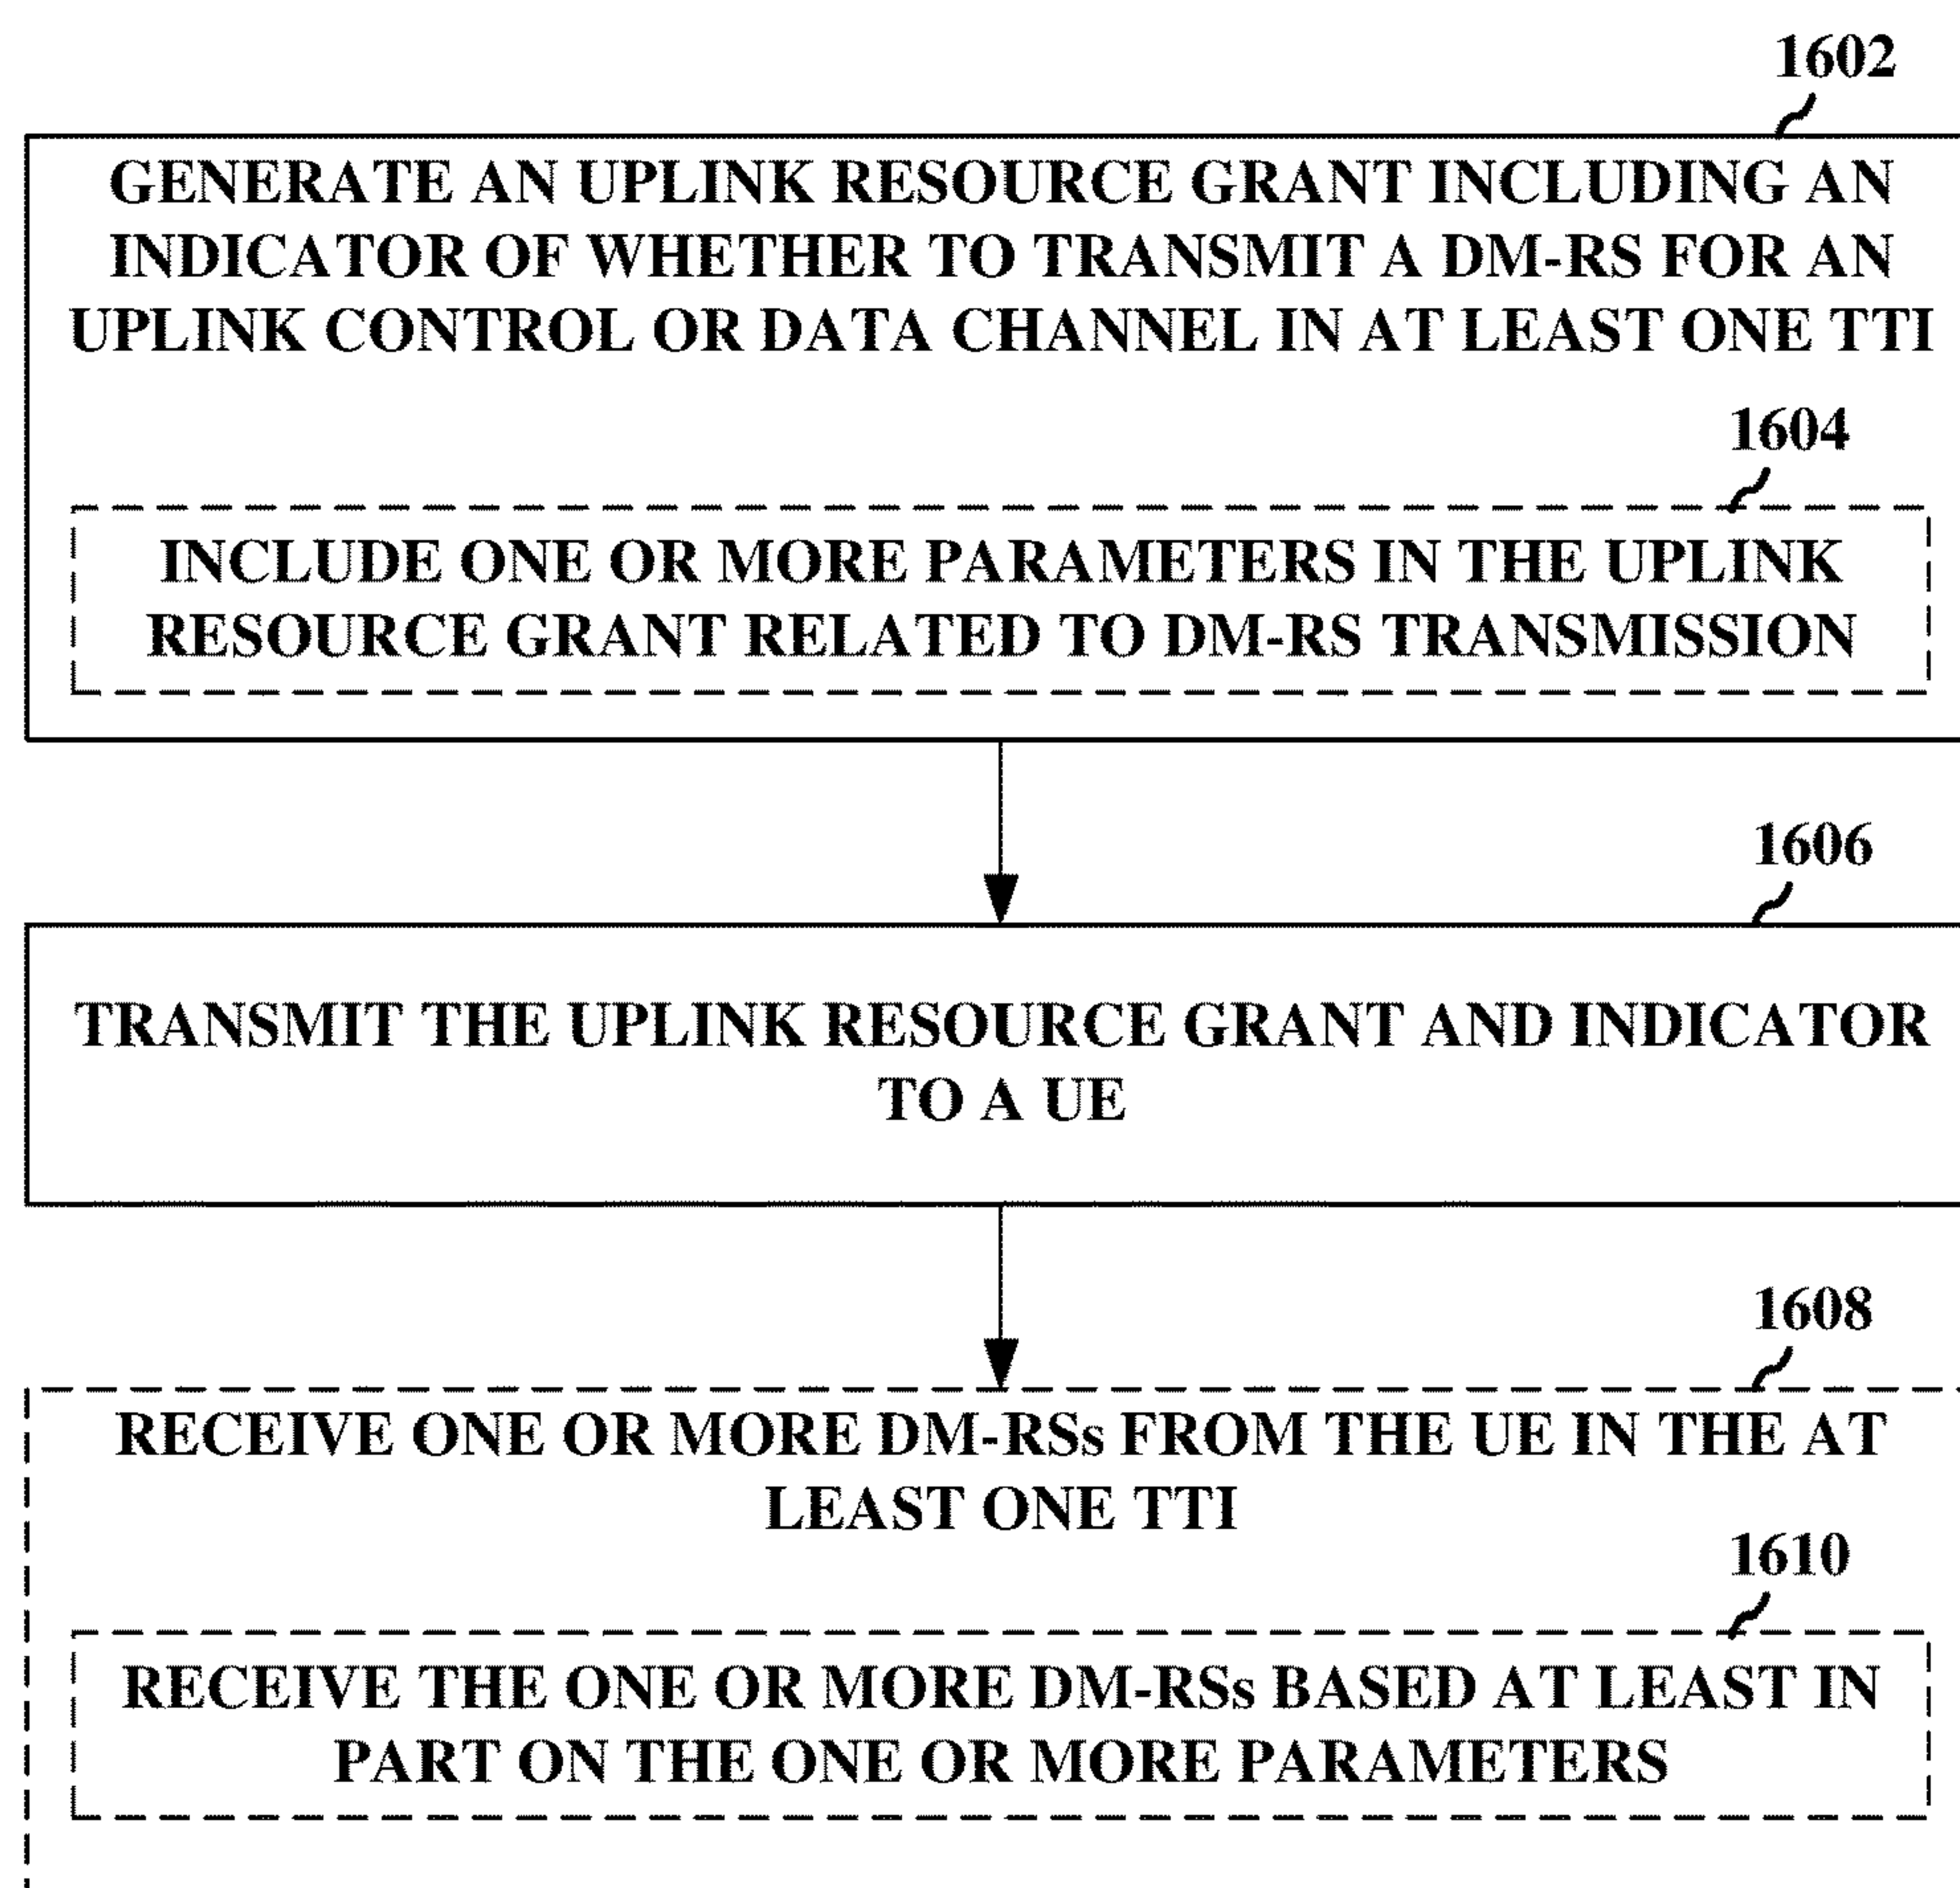 1602
GENERATE AN UPLINK RESOURCE GRANT INCLUDING AN
INDICATOR OF WHETHER TO TRANSMIT A DM-RS FOR AN
UPLINK CONTROL OR DATA CHANNEL IN AT LEAST ONE TTI
1604
INCLUDE ONE OR MORE PARAMETERS IN THE UPLINK
RESOURCE GRANT RELATED TO DM-RS TRANSMISSION
1606
TRANSMIT THE UPLINK RESOURCE GRANT AND INDICATOR
TO A UE
1608
RECEIVE ONE OR MORE DM-RSs FROM THE UE IN THE AT
LEAST ONE TTI
1610
RECEIVE THE ONE OR MORE DM-RSs BASED AT LEAST IN
PART ON THE ONE OR MORE PARAMETERS